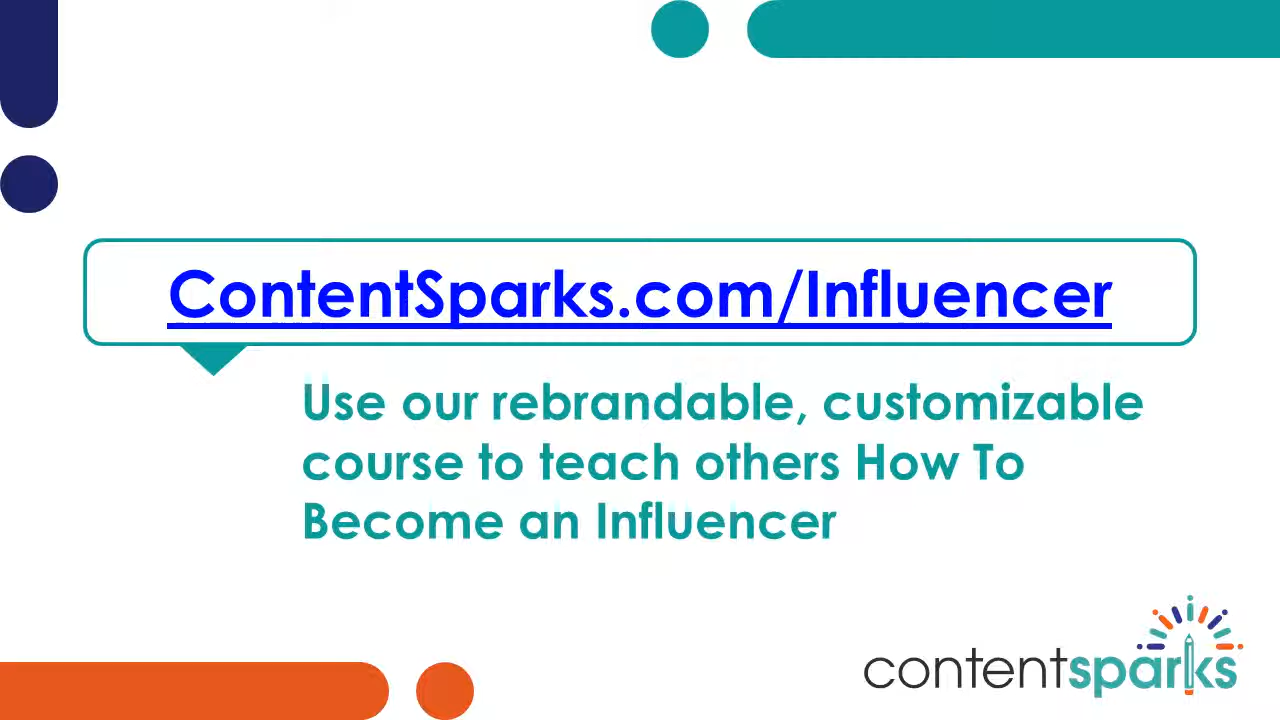 ContentSparks.com/Influencer
Use our rebrandable, customizable
course to teach others How To
Become an Influencer
contentsparks